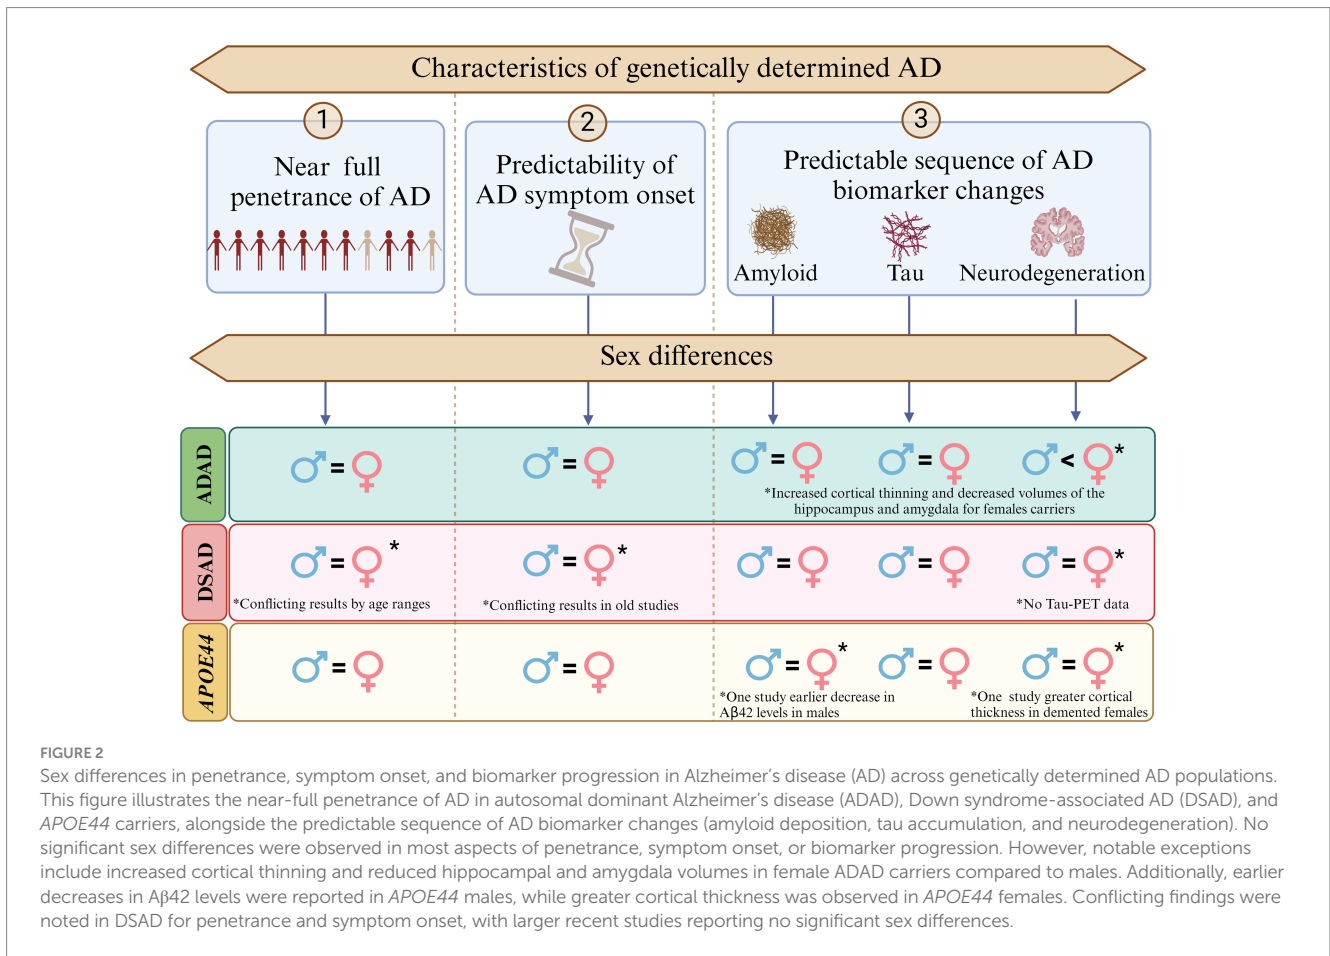 Characteristics of genetically determined AD
1
Near full
penetrance of AD
2
Predictability of
AD symptom onset
3
Predictable sequence of AD
biomarker changes
Amyloid
Tau
Neurodegeneration
Sex differences
ADAD
♂=♀
♂=♀
♂=♀
♂=♀
♂<♀*
*Increased cortical thinning and decreased volumes of the
hippocampus and amygdala for females carriers
DSAD
♂=♀*
*Conflicting results by age ranges
♂=♀*
*Conflicting results in old studies
♂=♀
♂=♀
♂=♀*
*No Tau-PET data
APOE44
♂=♀
♂=♀
♂=♀*
*One study earlier decrease in
Aβ42 levels in males
♂=♀
♂=♀*
*One study greater cortical
thickness in demented females
FIGURE 2
Sex differences in penetrance, symptom onset, and biomarker progression in Alzheimer's disease (AD) across genetically determined AD populations.
This figure illustrates the near-full penetrance of AD in autosomal dominant Alzheimer's disease (ADAD), Down syndrome-associated AD (DSAD), and
APOE44 carriers, alongside the predictable sequence of AD biomarker changes (amyloid deposition, tau accumulation, and neurodegeneration). No
significant sex differences were observed in most aspects of penetrance, symptom onset, or biomarker progression. However, notable exceptions
include increased cortical thinning and reduced hippocampal and amygdala volumes in female ADAD carriers compared to males. Additionally, earlier
decreases in Aβ42 levels were reported in APOE44 males, while greater cortical thickness was observed in APOE44 females. Conflicting findings were
noted in DSAD for penetrance and symptom onset, with larger recent studies reporting no significant sex differences.